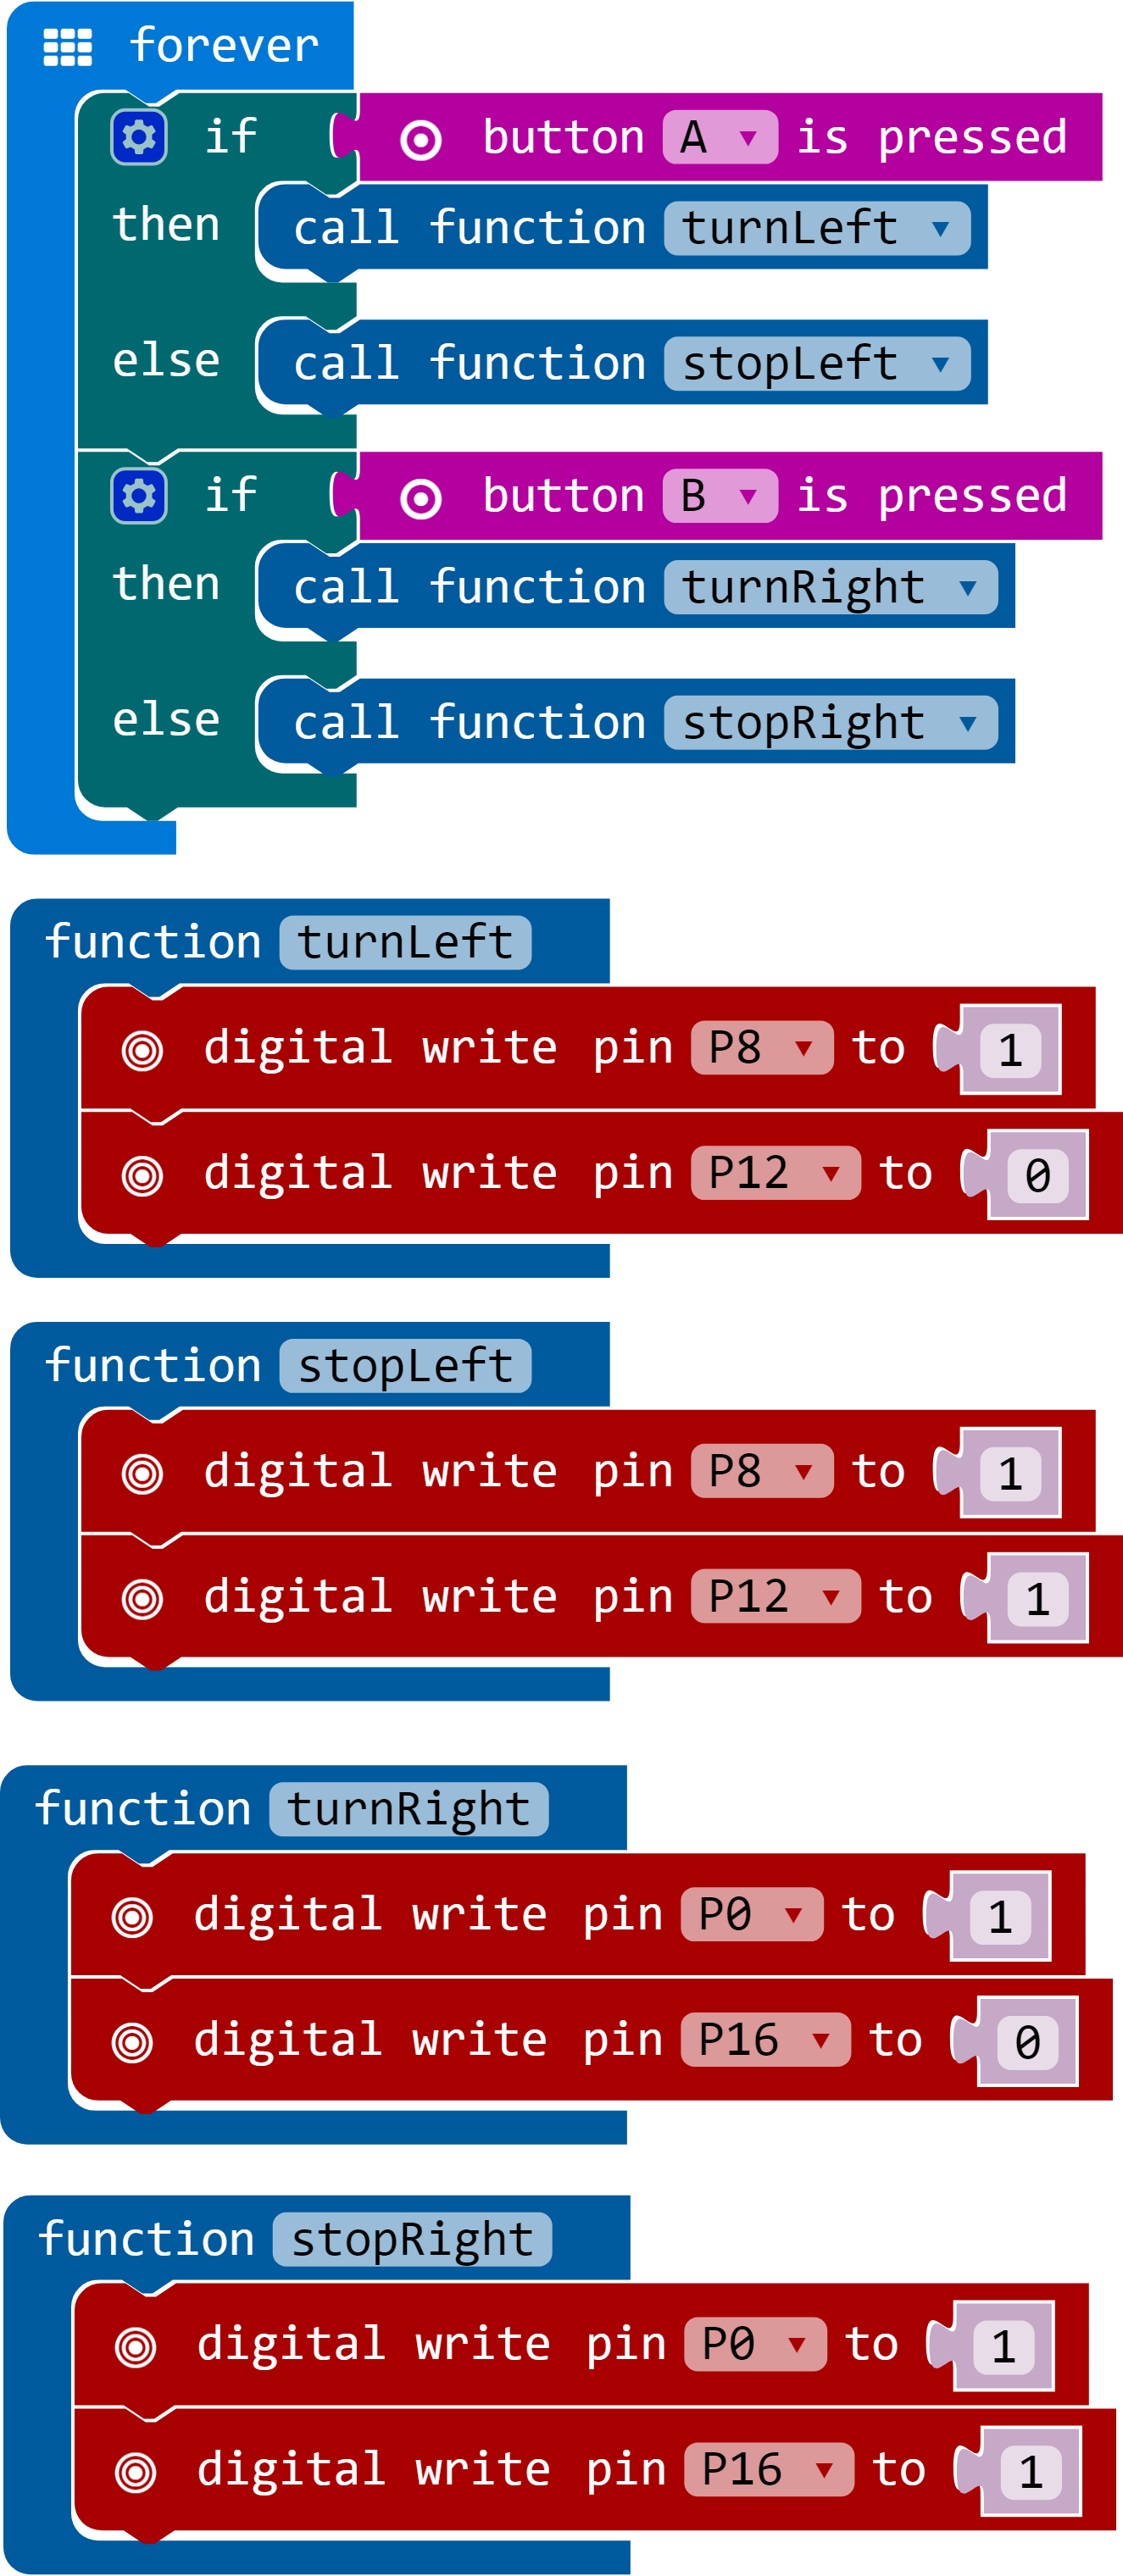 forever
if button A is pressed
then call function turnLeft
else call function stopLeft
if button B is pressed
then call function turnRight
else call function stopRight
function turnLeft
digital write pin P8 to 1
digital write pin P12 to 0
function stopLeft
digital write pin P8 to 1
digital write pin P12 to 1
function turnRight
digital write pin P0 to 1
digital write pin P16 to 0
function stopRight
digital write pin P0 to 1
digital write pin P16 to 1